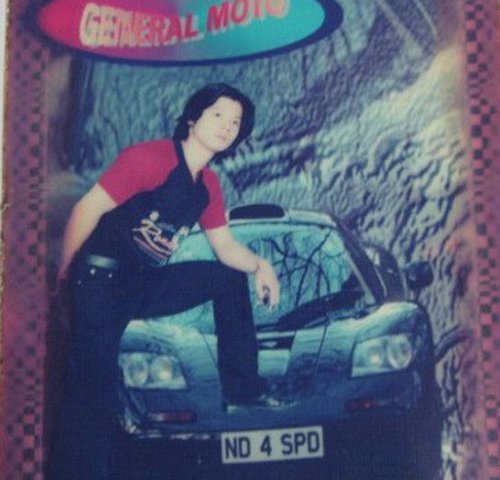 GENERAL MOTO
ND 4 SPD